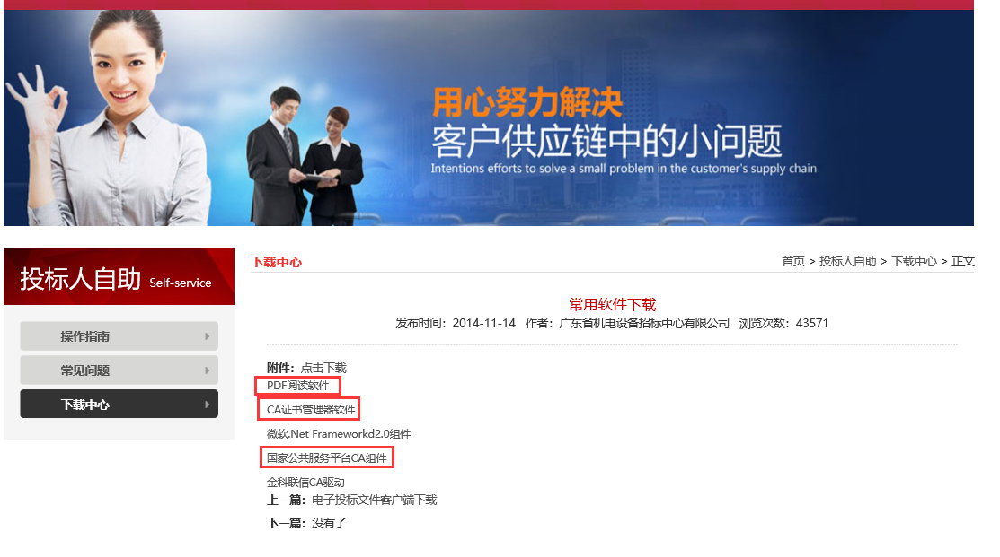 用心努力解决
客户供应链中的小问题
Intentions efforts to solve a small problem in the customer's supply chain
投标人自助 Self-service
操作指南
常见问题
下载中心
下载中心
首页 > 投标人自助 > 下载中心 > 正文
常用软件下载
发布时间：2014-11-14 作者：广东省机电设备招标中心有限公司 浏览次数：43571
附件：点击下载
PDF阅读软件
CA证书管理器软件
微软.Net Frameworkd2.0组件
国家公共服务平台CA组件
金科联信CA驱动
上一篇：电子投标文件客户端下载
下一篇：没有了